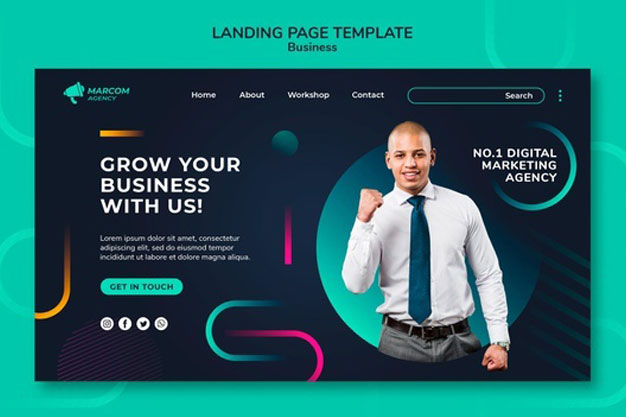 LANDING PAGE TEMPLATE
Business
MARCOM
AGENCY
Home
About
Workshop
Contact
Search
GROW YOUR
BUSINESS
WITH US!
Lorem ipsum dolor sit amet, consectetur
adipiscing elit, sed do eiusmod tempor
incididunt ut labore et dolore magna aliqua.
GET IN TOUCH
NO.1 DIGITAL
MARKETING
AGENCY